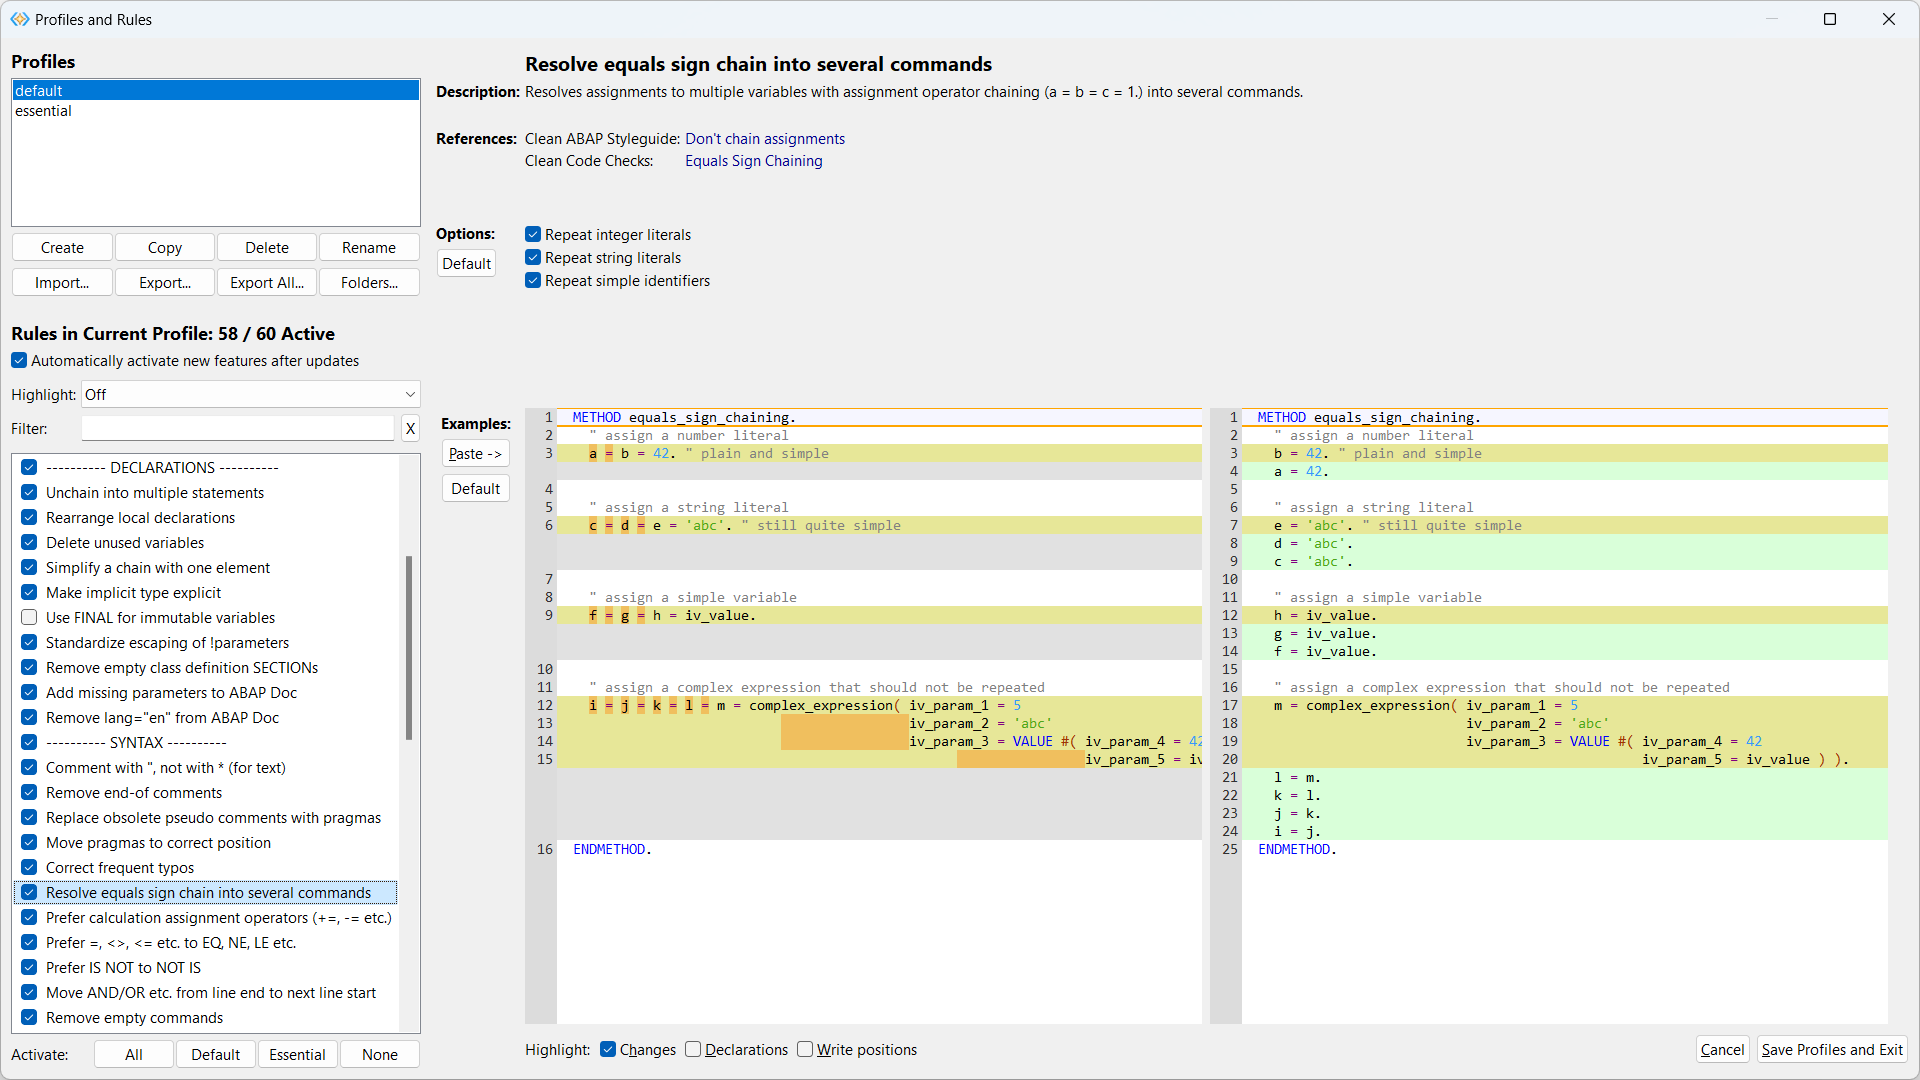 Profiles and Rules
Profiles
default
essential
Create Copy Delete Rename
Import... Export... Export All... Folders...
Rules in Current Profile: 58 / 60 Active
Automatically activate new features after updates
Highlight: Off
Filter: X
---------- DECLARATIONS ----------
Unchain into multiple statements
Rearrange local declarations
Delete unused variables
Simplify a chain with one element
Make implicit type explicit
Use FINAL for immutable variables
Standardize escaping of !parameters
Remove empty class definition SECTIONs
Add missing parameters to ABAP Doc
Remove lang="en" from ABAP Doc
---------- SYNTAX ----------
Comment with ", not with * (for text)
Remove end-of comments
Replace obsolete pseudo comments with pragmas
Move pragmas to correct position
Correct frequent typos
Resolve equals sign chain into several commands
Prefer calculation assignment operators (+=, -= etc.)
Prefer =, <>, <= etc. to EQ, NE, LE etc.
Prefer IS NOT to NOT IS
Move AND/OR etc. from line end to next line start
Remove empty commands
Activate: All Default Essential None
Resolve equals sign chain into several commands
Description: Resolves assignments to multiple variables with assignment operator chaining (a = b = c = 1.) into several commands.
References: Clean ABAP Styleguide: Don't chain assignments
Clean Code Checks: Equals Sign Chaining
Options: Repeat integer literals
Default
Repeat string literals
Repeat simple identifiers
Examples:
Paste ->
Default
1 METHOD equals_sign_chaining.
2 " assign a number literal
3 a = b = 42. " plain and simple
4
5 " assign a string literal
6 c = d = e = 'abc'. " still quite simple
7
8 " assign a simple variable
9 f = g = h = iv_value.
10
11 " assign a complex expression that should not be repeated
12 i = j = k = l = m = complex_expression( iv_param_1 = 5
13 iv_param_2 = 'abc'
14 iv_param_3 = VALUE #( iv_param_4 = 42
15 iv_param_5 = iv
16 ENDMETHOD.
1 METHOD equals_sign_chaining.
2 " assign a number literal
3 b = 42. " plain and simple
4 a = 42.
5
6 " assign a string literal
7 e = 'abc'. " still quite simple
8 d = 'abc'.
9 c = 'abc'.
10
11 " assign a simple variable
12 h = iv_value.
13 g = iv_value.
14 f = iv_value.
15
16 " assign a complex expression that should not be repeated
17 m = complex_expression( iv_param_1 = 5
18 iv_param_2 = 'abc'
19 iv_param_3 = VALUE #( iv_param_4 = 42
20 iv_param_5 = iv_value ) ).
21 l = m.
22 k = l.
23 j = k.
24 i = j.
25 ENDMETHOD.
Highlight: Changes Declarations Write positions
Cancel Save Profiles and Exit